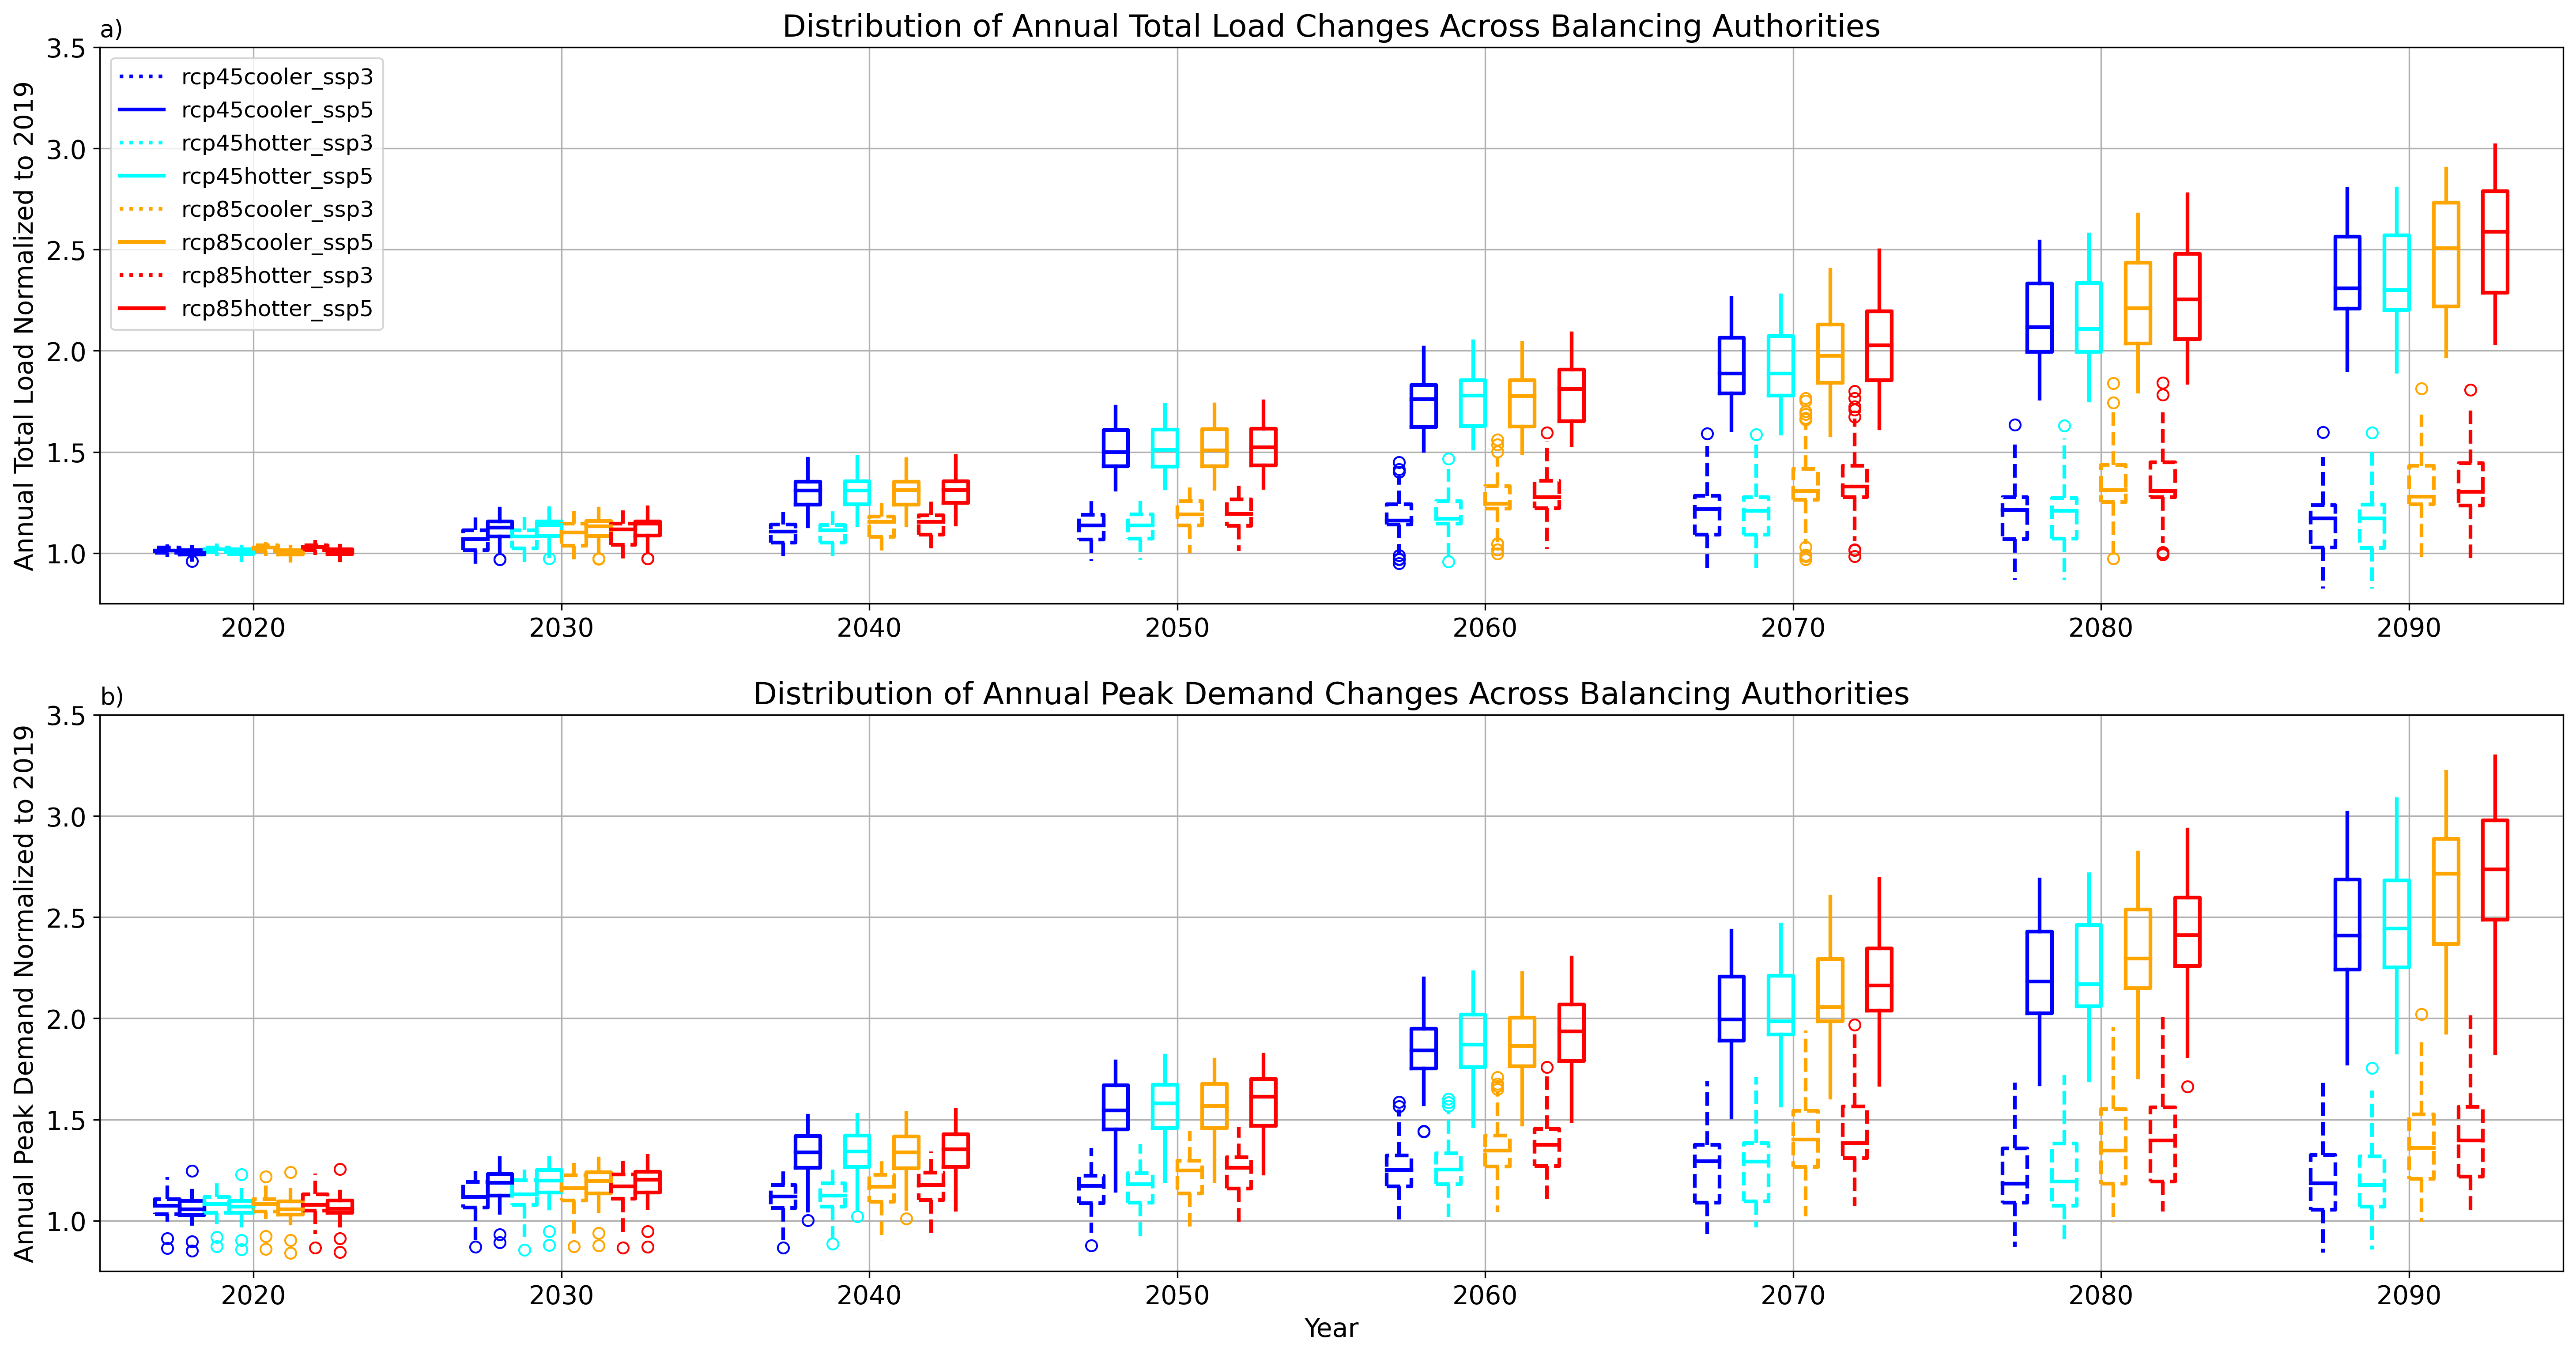 a)
Distribution of Annual Total Load Changes Across Balancing Authorities
Annual Total Load Normalized to 2019
3.5
3.0
2.5
2.0
1.5
1.0
rcp45cooler_ssp3
rcp45cooler_ssp5
rcp45hotter_ssp3
rcp45hotter_ssp5
rcp85cooler_ssp3
rcp85cooler_ssp5
rcp85hotter_ssp3
rcp85hotter_ssp5
2020 2030 2040 2050 2060 2070 2080 2090
b)
Distribution of Annual Peak Demand Changes Across Balancing Authorities
Annual Peak Demand Normalized to 2019
3.5
3.0
2.5
2.0
1.5
1.0
2020 2030 2040 2050 2060 2070 2080 2090
Year